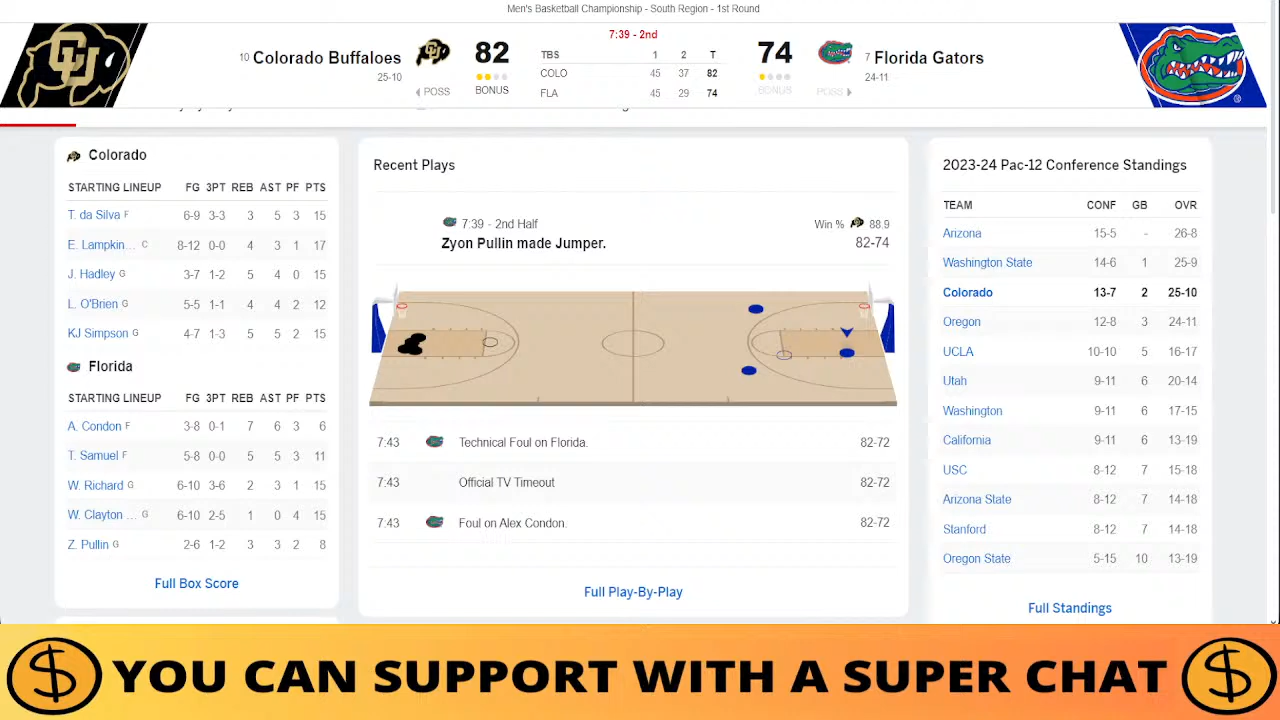 Men's Basketball Championship - South Region - 1st Round
7:39 - 2nd
10 Colorado Buffaloes
25-10
82
BONUS
POSS
TBS 1 2 T
COLO 45 37 82
FLA 45 29 74
74
BONUS
POSS
7 Florida Gators
24-11
Colorado
STARTING LINEUP FG 3PT REB AST PF PTS
T. da Silva F 6-9 3-3 3 5 3 15
E. Lampkin... C 8-12 0-0 4 3 1 17
J. Hadley G 3-7 1-2 5 4 0 15
L. O'Brien G 5-5 1-1 4 4 2 12
KJ Simpson G 4-7 1-3 5 5 2 15
Florida
STARTING LINEUP FG 3PT REB AST PF PTS
A. Condon F 3-8 0-1 7 6 3 6
T. Samuel F 5-8 0-0 5 5 3 11
W. Richard G 6-10 3-6 2 3 1 15
W. Clayton ... G 6-10 2-5 1 0 4 15
Z. Pullin G 2-6 1-2 3 3 2 8
Full Box Score
Recent Plays
7:39 - 2nd Half
Zyon Pullin made Jumper.
Win % 88.9
82-74
7:43 Technical Foul on Florida. 82-72
7:43 Official TV Timeout 82-72
7:43 Foul on Alex Condon. 82-72
Full Play-By-Play
2023-24 Pac-12 Conference Standings
TEAM CONF GB OVR
Arizona 15-5 - 26-8
Washington State 14-6 1 25-9
Colorado 13-7 2 25-10
Oregon 12-8 3 24-11
UCLA 10-10 5 16-17
Utah 9-11 6 20-14
Washington 9-11 6 17-15
California 9-11 6 13-19
USC 8-12 7 15-18
Arizona State 8-12 7 14-18
Stanford 8-12 7 14-18
Oregon State 5-15 10 13-19
Full Standings
$ YOU CAN SUPPORT WITH A SUPER CHAT $